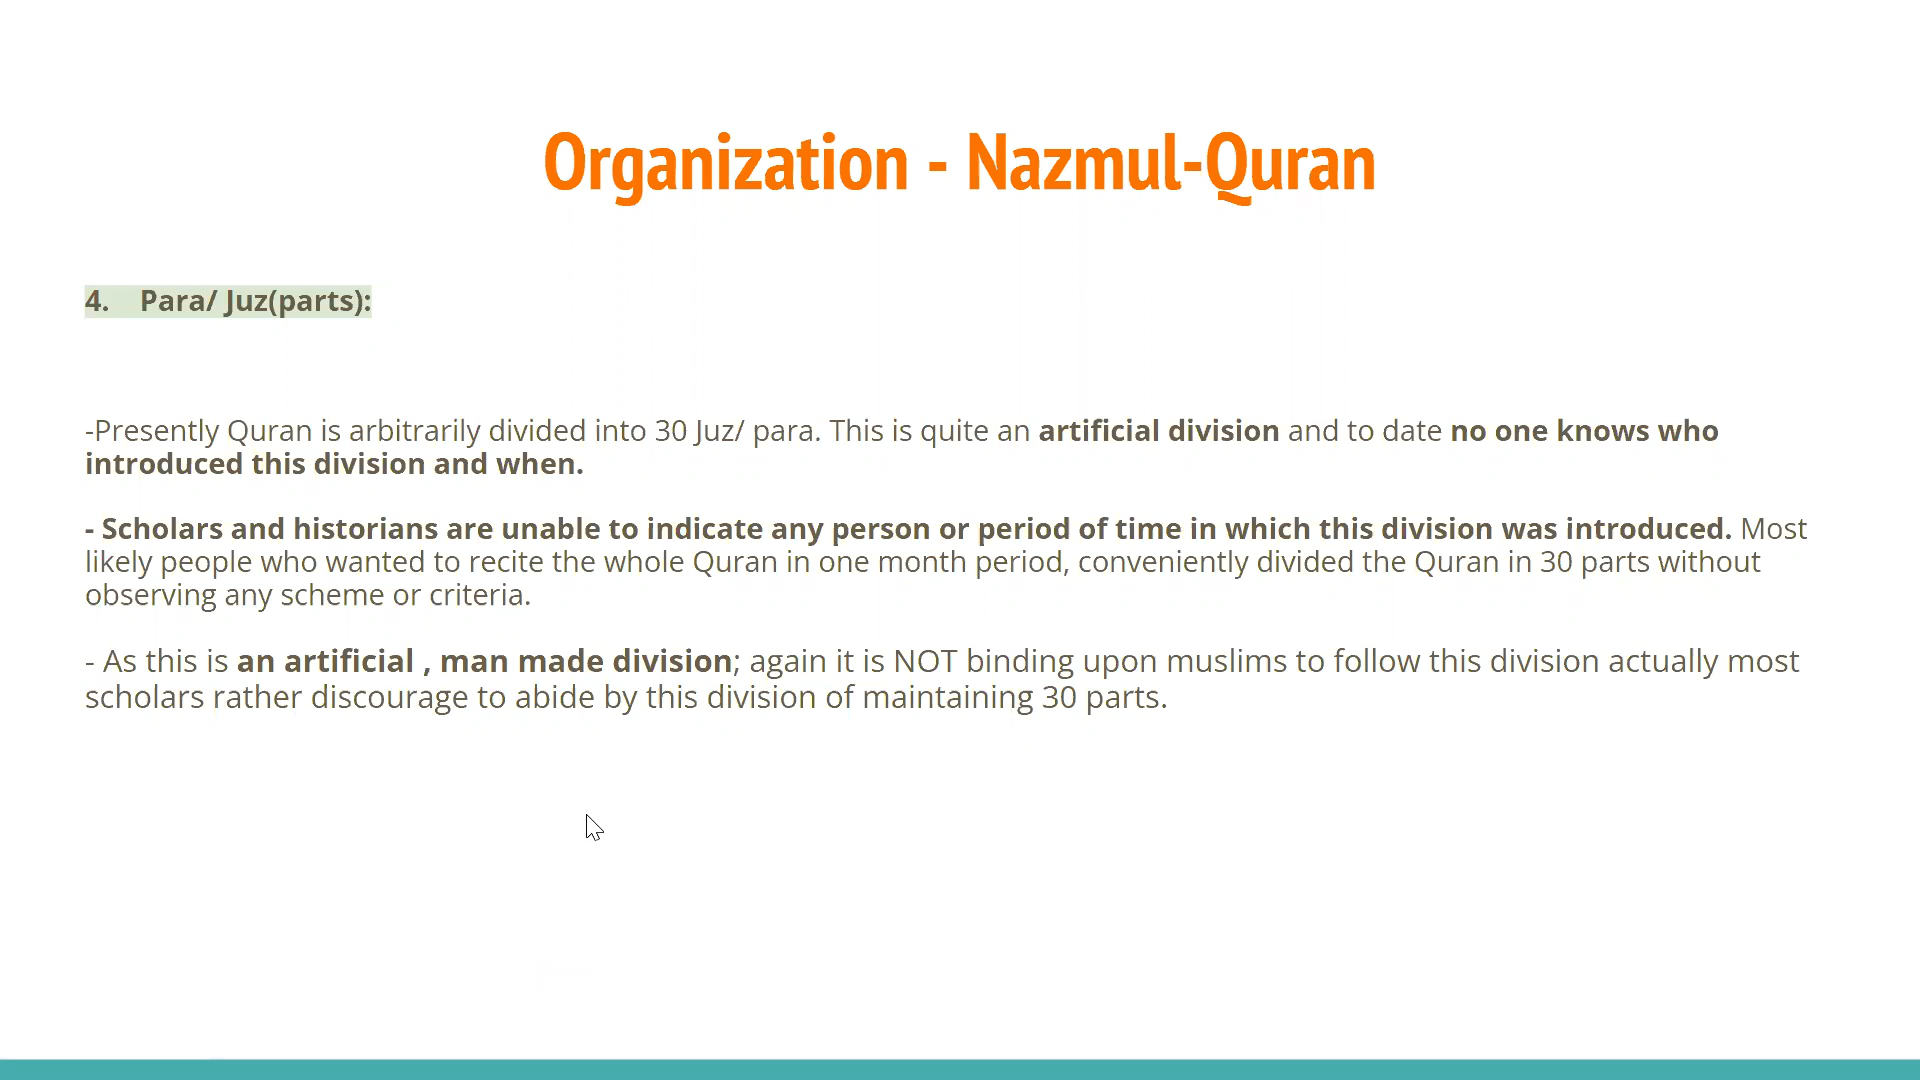 Organization - Nazmul-Quran
4. Para/ Juz(parts):
-Presently Quran is arbitrarily divided into 30 Juz/ para. This is quite an artificial division and to date no one knows who
introduced this division and when.
- Scholars and historians are unable to indicate any person or period of time in which this division was introduced. Most
likely people who wanted to recite the whole Quran in one month period, conveniently divided the Quran in 30 parts without
observing any scheme or criteria.
- As this is an artificial , man made division; again it is NOT binding upon muslims to follow this division actually most
scholars rather discourage to abide by this division of maintaining 30 parts.